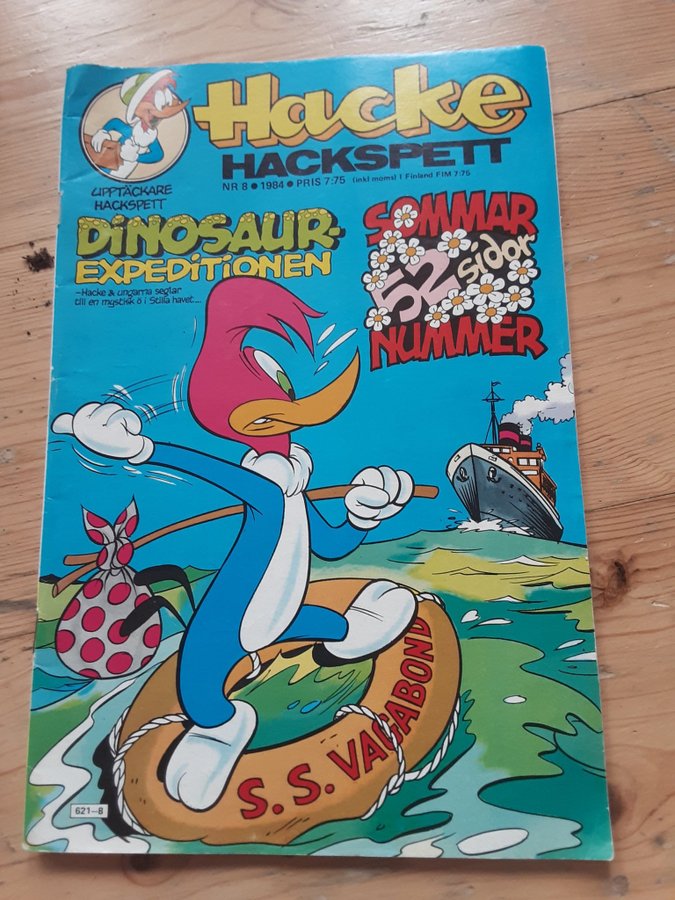 Hacke
HACKSPETT
NR 8 • 1984 • PRIS 7:75 (inkl moms) I Finland FIM 7:75
UPPTÄCKARE
HACKSPETT
DINOSAUR-
EXPEDITIONEN
–Hacke & ungarna seglar
till en mystisk ö i Stilla havet...
SOMMAR
52 sidor
NUMMER
S.S. VAGABOND
621–8